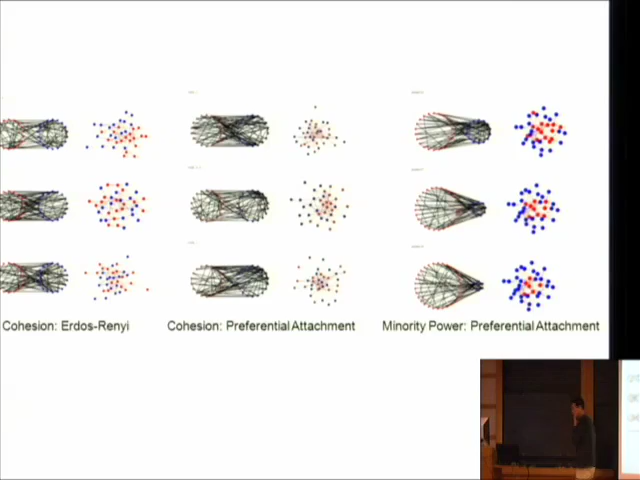 Cohesion: Erdos-Renyi
Cohesion: Preferential Attachment
Minority Power: Preferential Attachment